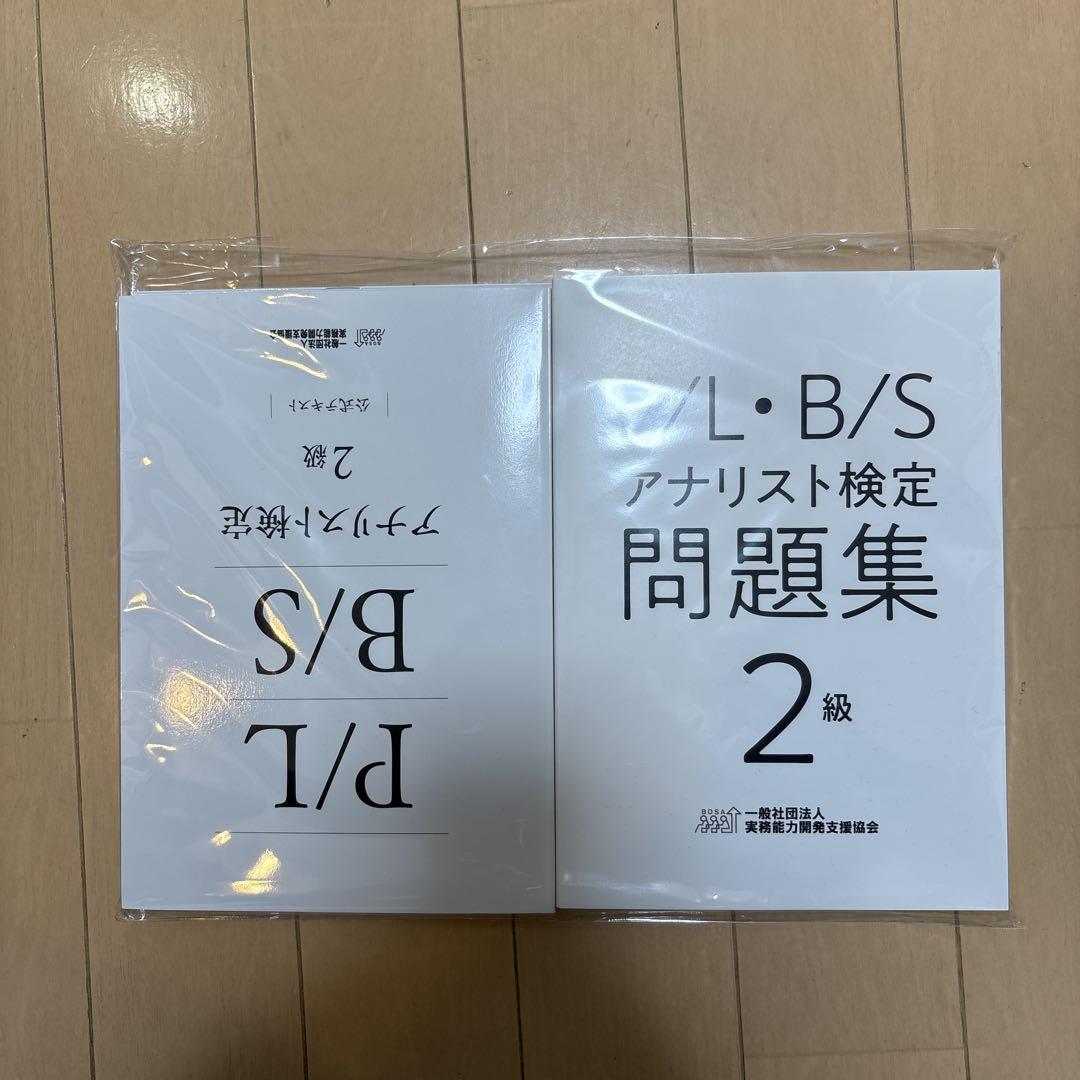 P/L
B/S
アナリスト検定
2級
公式テキスト
BDSA
一般社団法人
実務能力開発支援協会
/L・B/S
アナリスト検定
問題集
2級
BDSA
一般社団法人
実務能力開発支援協会